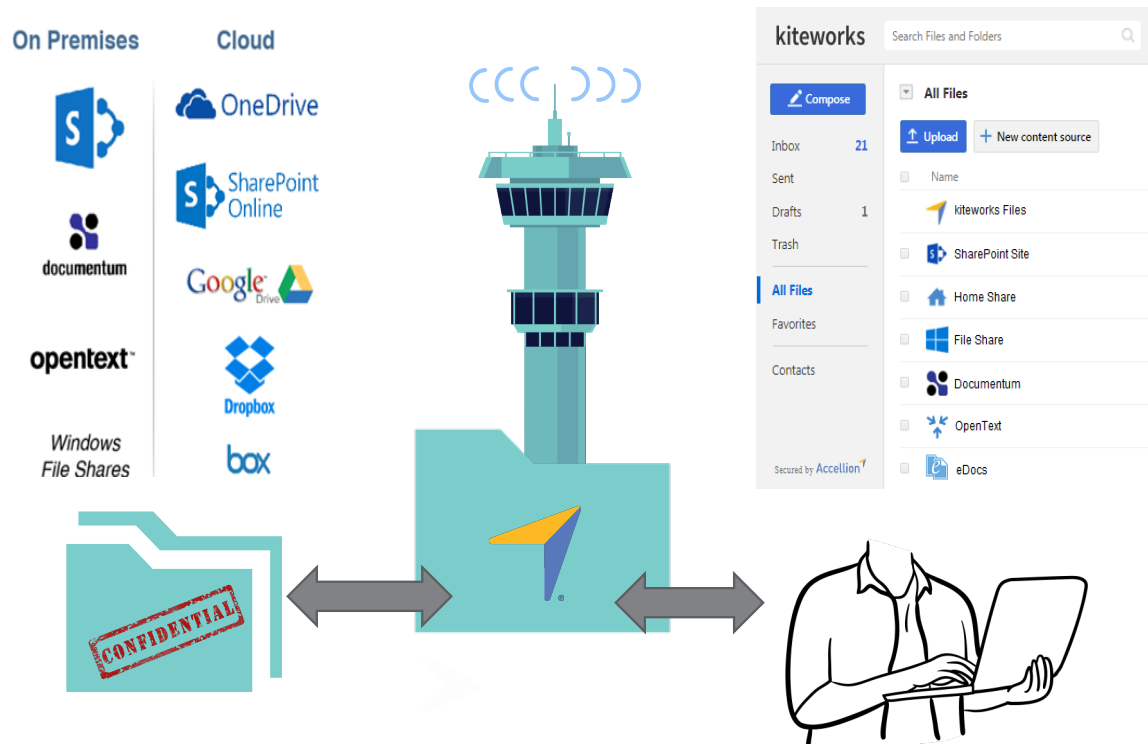 On Premises
Cloud
S
OneDrive
documentum
S
SharePoint
Online
opentext™
Google™
Drive
Dropbox
Windows
File Shares
box
CONFIDENTIAL
®
kiteworks
Search Files and Folders
Compose
Inbox 21
Sent
Drafts 1
Trash
All Files
Favorites
Contacts
Secured by Accellion
All Files
Upload
New content source
Name
kiteworks Files
S
SharePoint Site
Home Share
File Share
Documentum
OpenText
e
eDocs